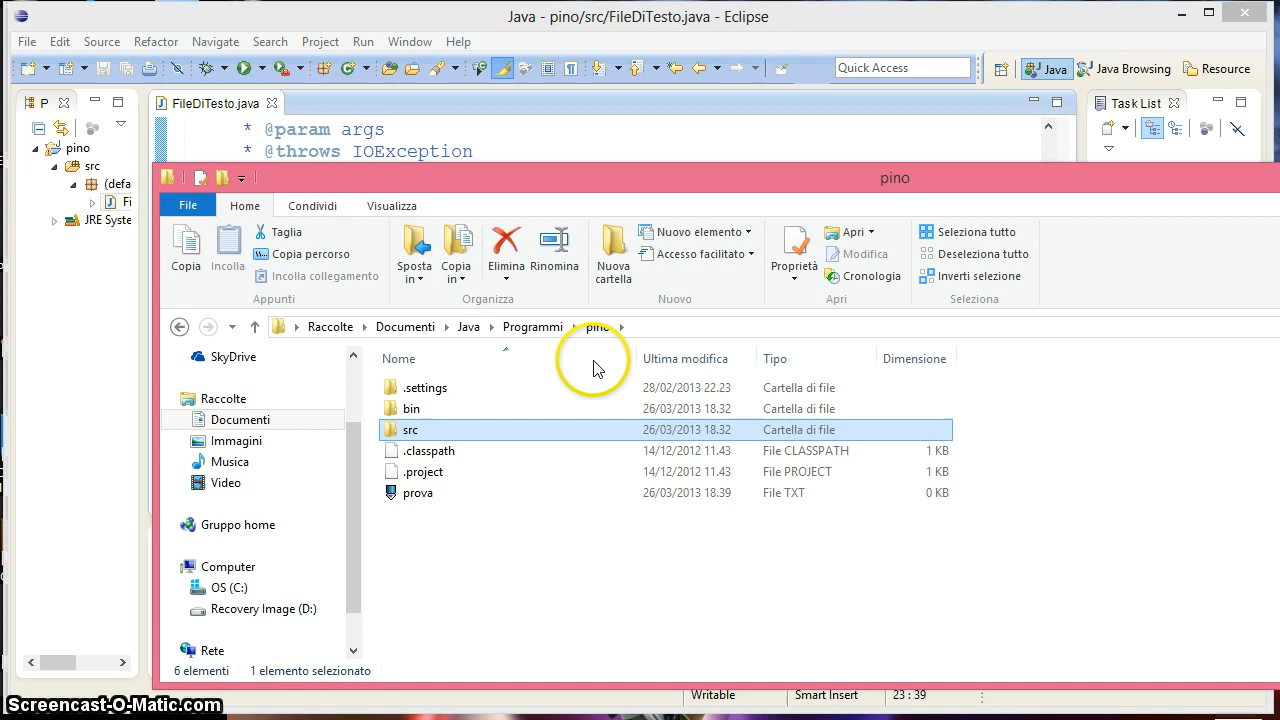 Java - pino/src/FileDiTesto.java - Eclipse
File Edit Source Refactor Navigate Search Project Run Window Help
Quick Access
Java
Java Browsing
Resource
P
FileDiTesto.java
Task List
pino
src
(defa
Fi
JRE Syste
* @param args
* @throws IOException
pino
File Home Condividi Visualizza
Copia
Incolla
Taglia
Copia percorso
Incolla collegamento
Appunti
Sposta in
Copia in
Elimina
Rinomina
Organizza
Nuova cartella
Nuovo elemento
Accesso facilitato
Nuovo
Proprietà
Apri
Modifica
Cronologia
Apri
Seleziona tutto
Deseleziona tutto
Inverti selezione
Seleziona
Raccolte Documenti Java Programmi pino
SkyDrive
Raccolte
Documenti
Immagini
Musica
Video
Gruppo home
Computer
OS (C:)
Recovery Image (D:)
Rete
Nome Ultima modifica Tipo Dimensione
.settings 28/02/2013 22.23 Cartella di file
bin 26/03/2013 18.32 Cartella di file
src 26/03/2013 18.32 Cartella di file
.classpath 14/12/2012 11.43 File CLASSPATH 1 KB
.project 14/12/2012 11.43 File PROJECT 1 KB
prova 26/03/2013 18.39 File TXT 0 KB
6 elementi 1 elemento selezionato
Writable Smart Insert 23 : 39
Screencast-O-Matic.com